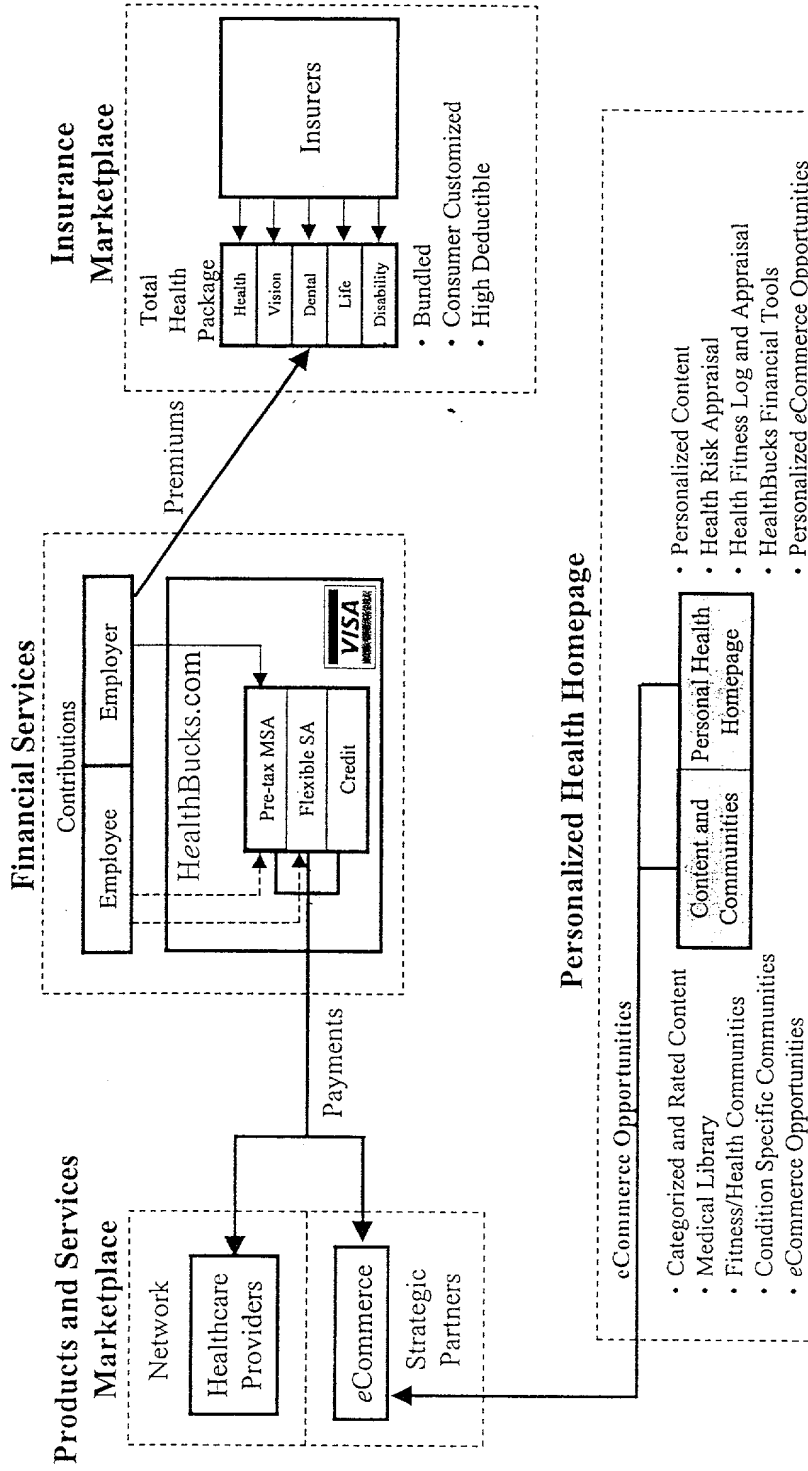 Products and Services
Marketplace
Network
Healthcare
Providers
eCommerce
Strategic
Partners
Payments
Financial Services
Contributions
Employee
Employer
HealthBucks.com
Pre-tax MSA
Flexible SA
Credit
VISA
Premiums
Insurance
Marketplace
Total
Health
Package
Health
Vision
Dental
Life
Disability
Insurers
• Bundled
• Consumer Customized
• High Deductible
Personalized Health Homepage
eCommerce Opportunities
• Categorized and Rated Content
• Medical Library
• Fitness/Health Communities
• Condition Specific Communities
• eCommerce Opportunities
Content and
Communities
Personal Health
Homepage
• Personalized Content
• Health Risk Appraisal
• Health Fitness Log and Appraisal
• HealthBucks Financial Tools
• Personalized eCommerce Opportunities